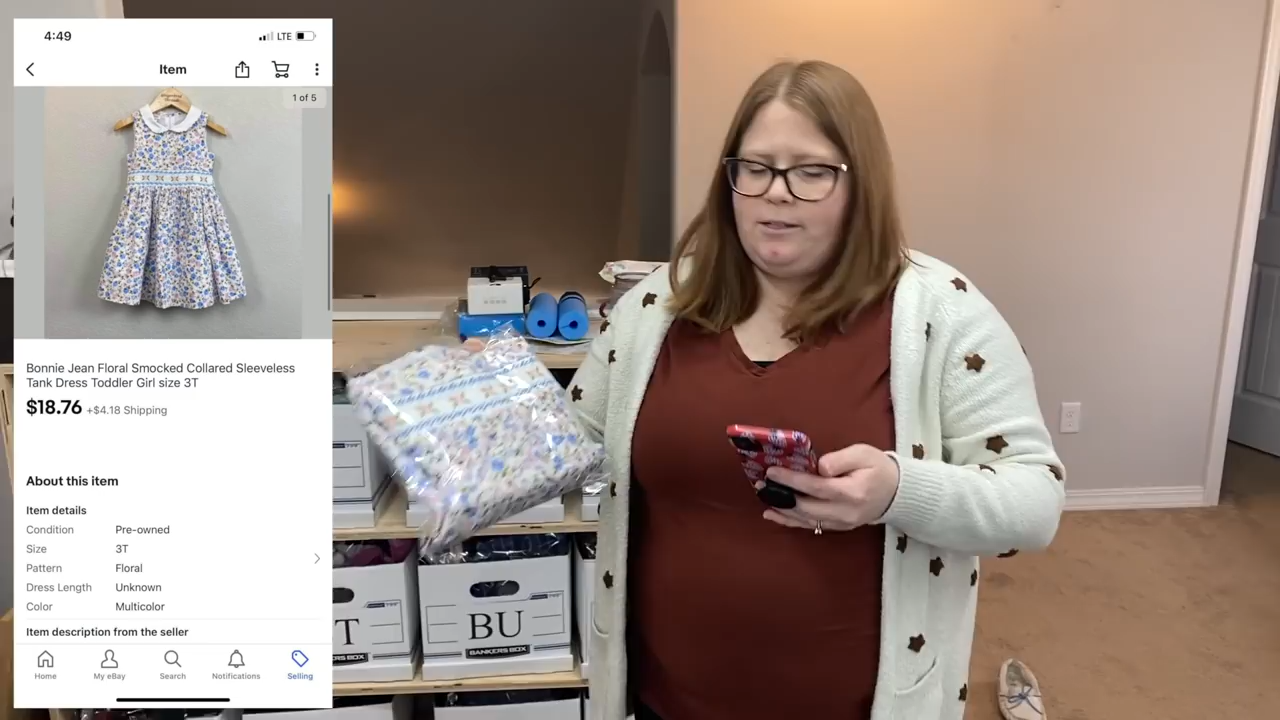 4:49
LTE
Item
1 of 5
Bonnie Jean Floral Smocked Collared Sleeveless
Tank Dress Toddler Girl size 3T
$18.76 +$4.18 Shipping
About this item
Item details
Condition Pre-owned
Size 3T
Pattern Floral
Dress Length Unknown
Color Multicolor
Item description from the seller
Home My eBay Search Notifications Selling
T
BU
BANKERS BOX